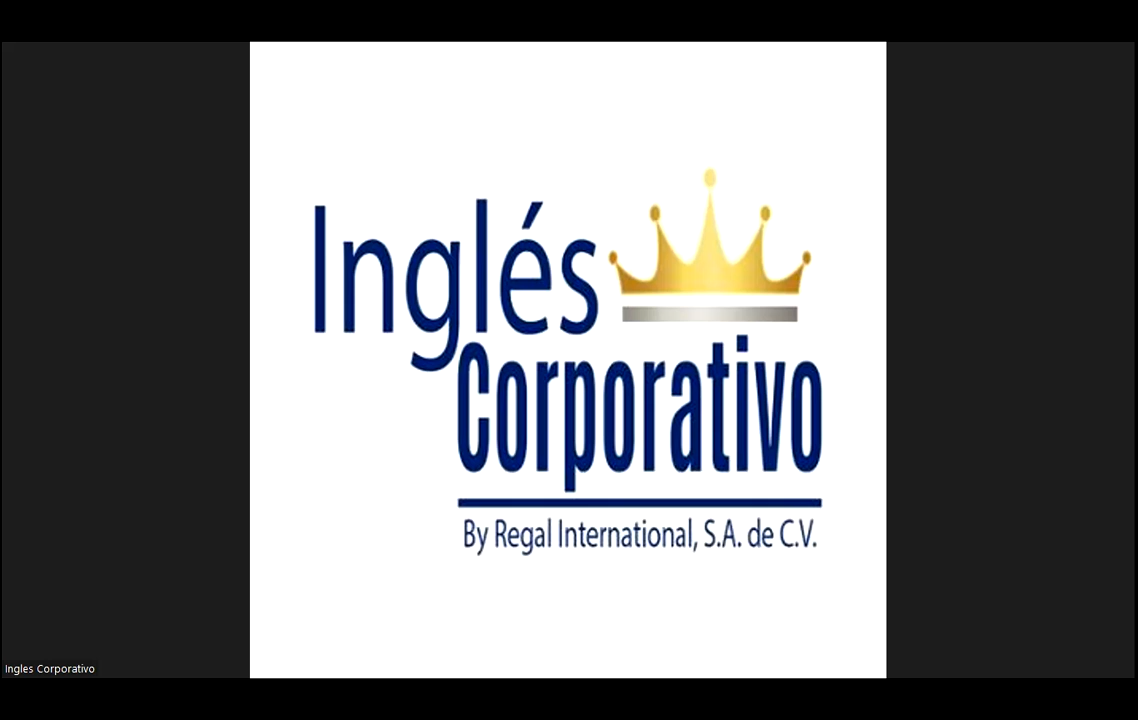 Inglés
Corporativo
By Regal International, S.A. de C.V.
Ingles Corporativo